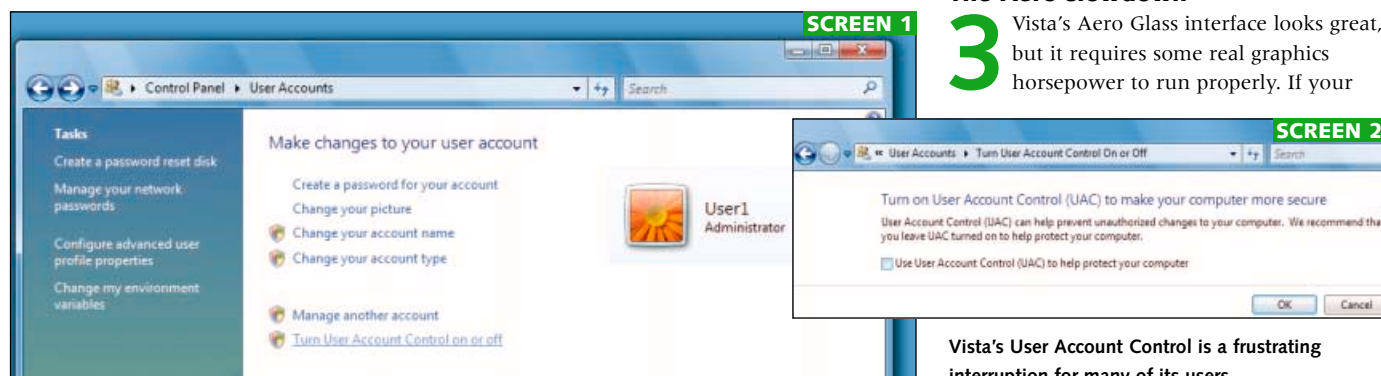 SCREEN 1
Control Panel
User Accounts
Search
Tasks
Create a password reset disk
Manage your network
passwords
Configure advanced user
profile properties
Change my environment
variables
Make changes to your user account
Create a password for your account
Change your picture
Change your account name
Change your account type
Manage another account
Turn User Account Control on or off
User1
Administrator
3
Vista's Aero Glass interface looks great,
but it requires some real graphics
horsepower to run properly. If your
SCREEN 2
User Accounts
Turn User Account Control On or Off
Search
Turn on User Account Control (UAC) to make your computer more secure
User Account Control (UAC) can help prevent unauthorized changes to your computer. We recommend tha
you leave UAC turned on to help protect your computer.
Use User Account Control (UAC) to help protect your computer
OK
Cancel
Vista's User Account Control is a frustrating
interruption for many of its users